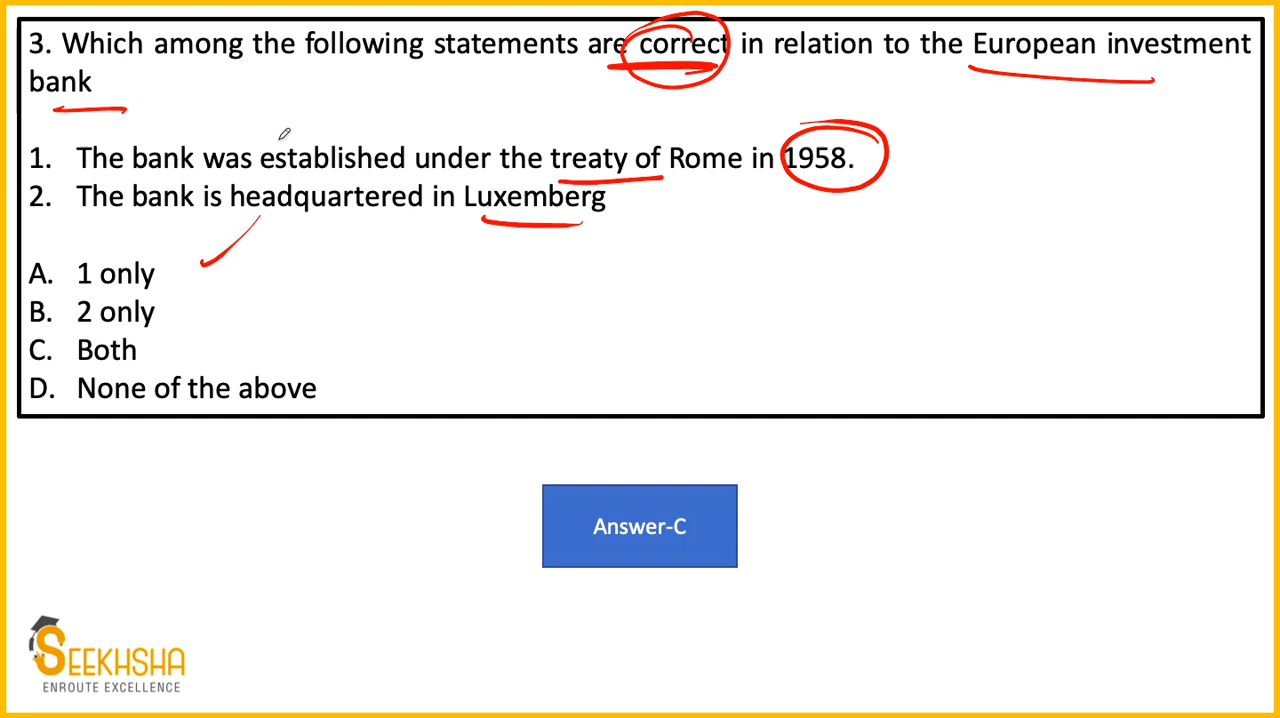 3. Which among the following statements are correct in relation to the European investment
bank
1. The bank was established under the treaty of Rome in 1958.
2. The bank is headquartered in Luxemberg
A. 1 only
B. 2 only
C. Both
D. None of the above
Answer-C
SEEKHSHA
ENROUTE EXCELLENCE